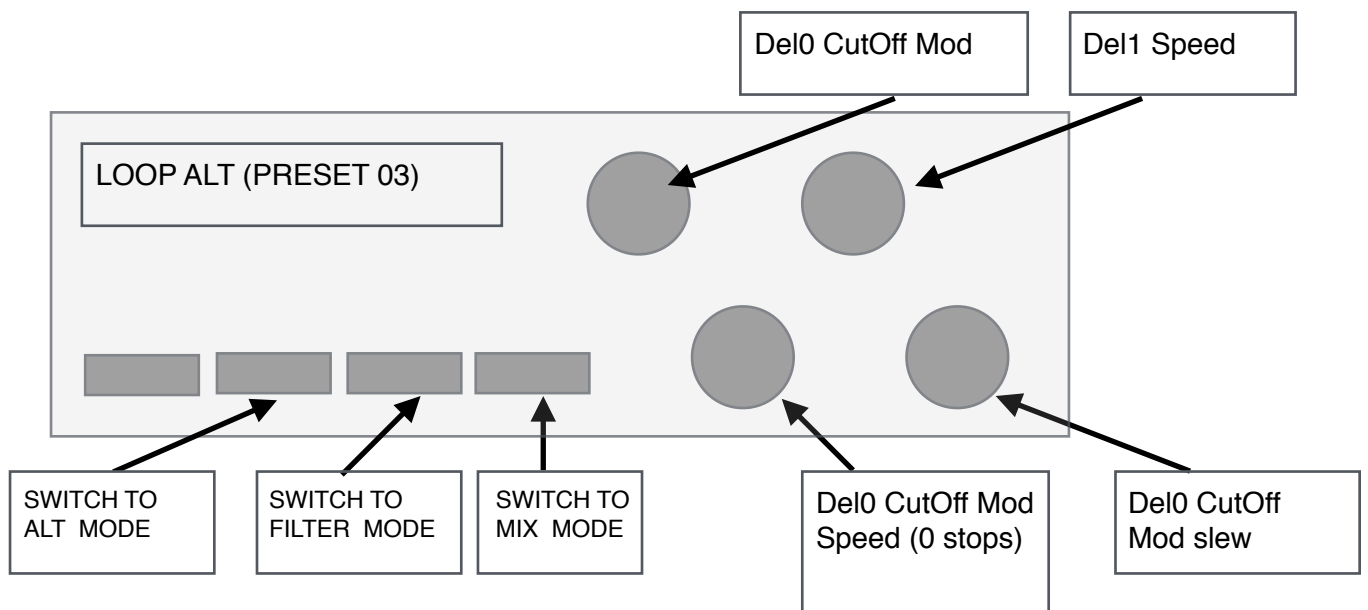 Del0 CutOff Mod
Del1 Speed
LOOP ALT (PRESET 03)
SWITCH TO
ALT  MODE
SWITCH TO
FILTER  MODE
SWITCH TO
MIX  MODE
Del0 CutOff Mod
Speed (0 stops)
Del0 CutOff
Mod slew